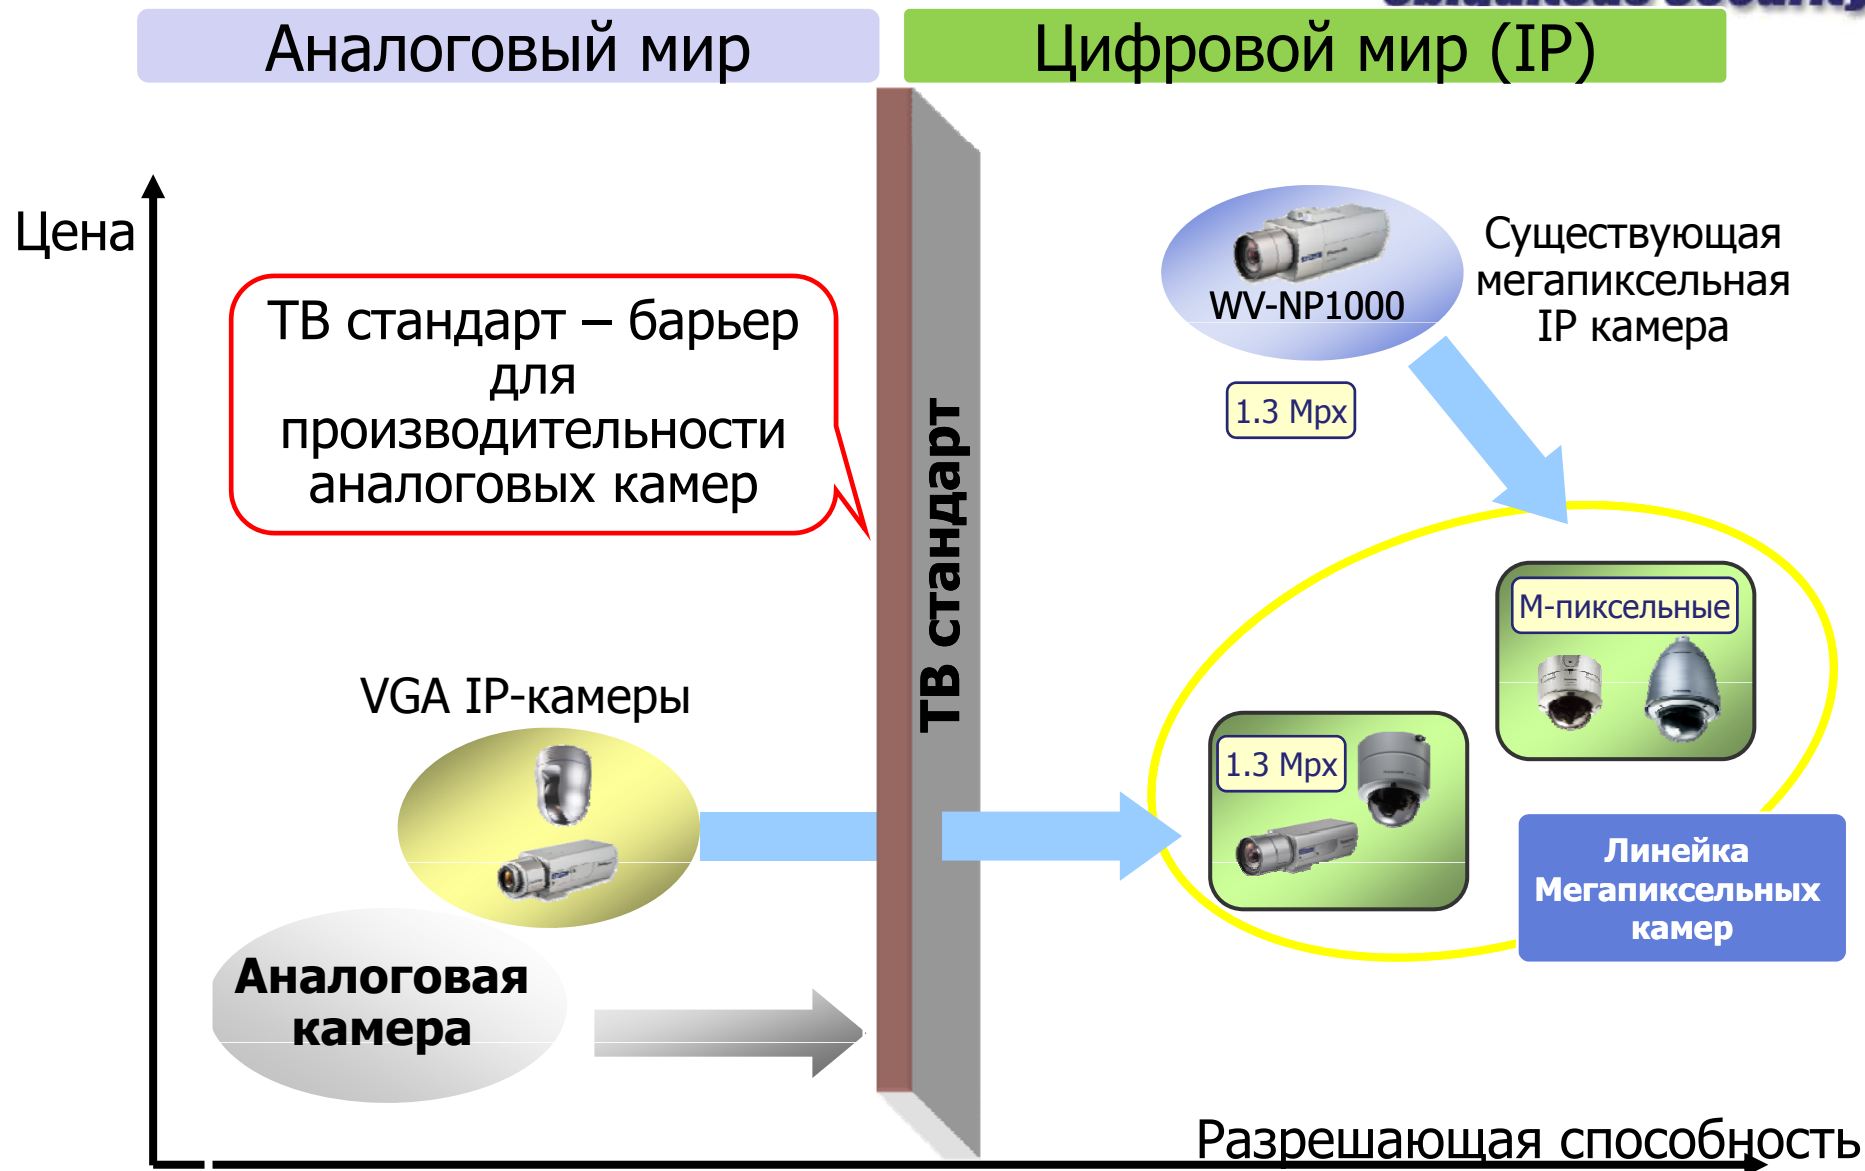 Ubiquitous Security
Аналоговый мир
Цифровой мир (IP)
Цена
ТВ стандарт – барьер
для
производительности
аналоговых камер
WV-NP1000
Существующая
мегапиксельная
IP камера
1.3 Mpx
ТВ стандарт
М-пиксельные
VGA IP-камеры
1.3 Mpx
Линейка
Мегапиксельных
камер
Аналоговая
камера
Разрешающая способность